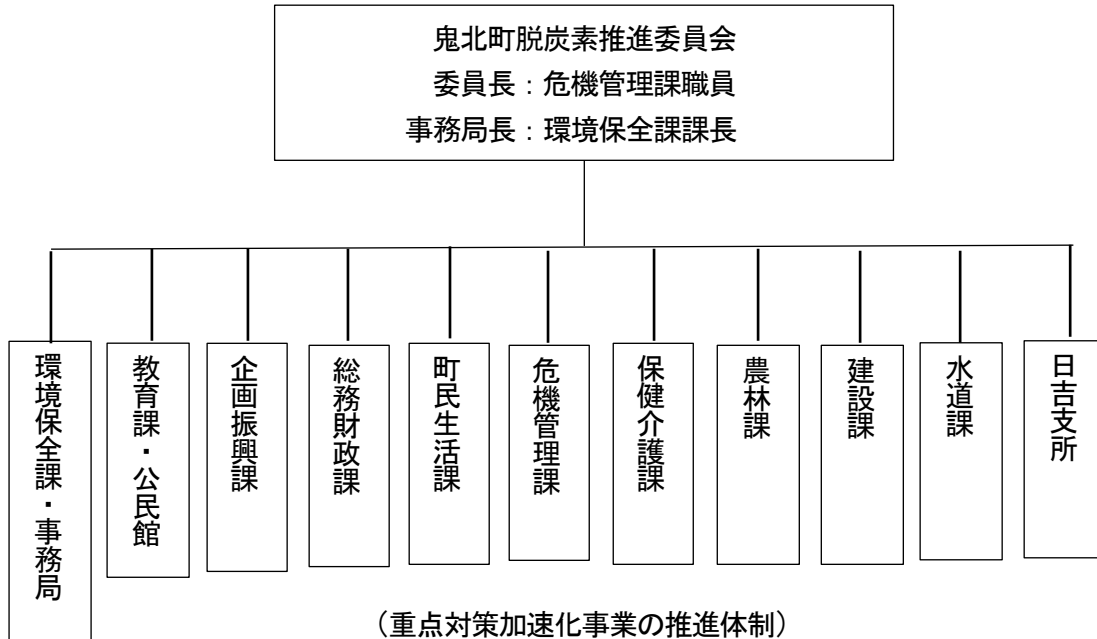 鬼北町脱炭素推進委員会
委員長：危機管理課職員
事務局長：環境保全課課長
環境保全課・事務局
教育課・公民館
企画振興課
総務財政課
町民生活課
危機管理課
保健介護課
農林課
建設課
水道課
日吉支所
（重点対策加速化事業の推進体制）